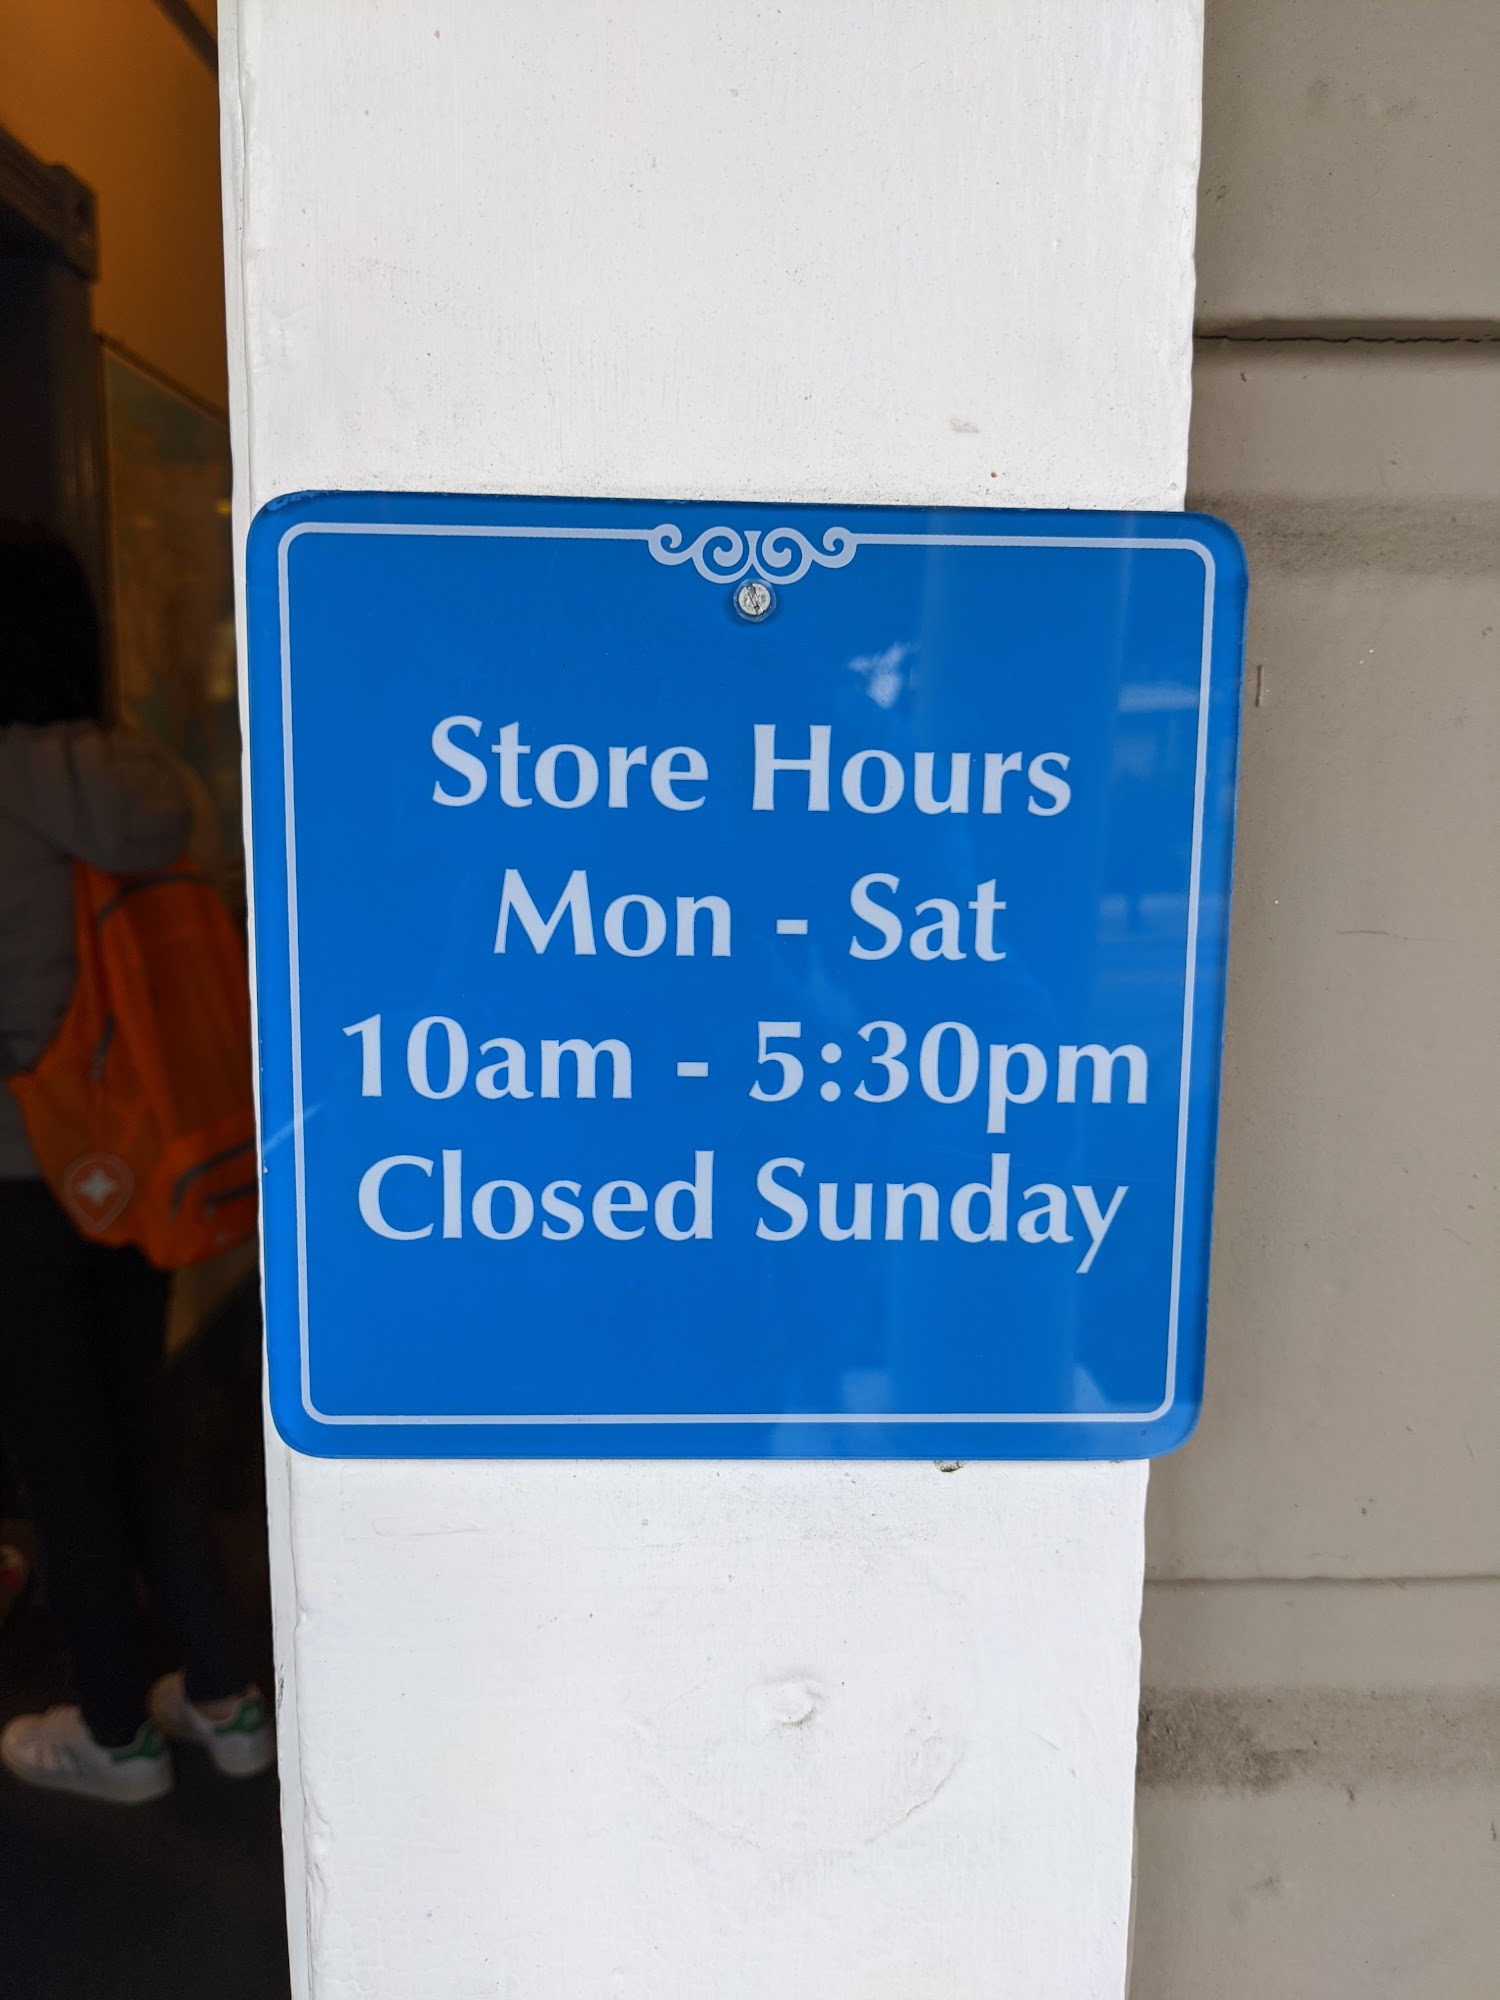 Store Hours
Mon - Sat
10am - 5:30pm
Closed Sunday